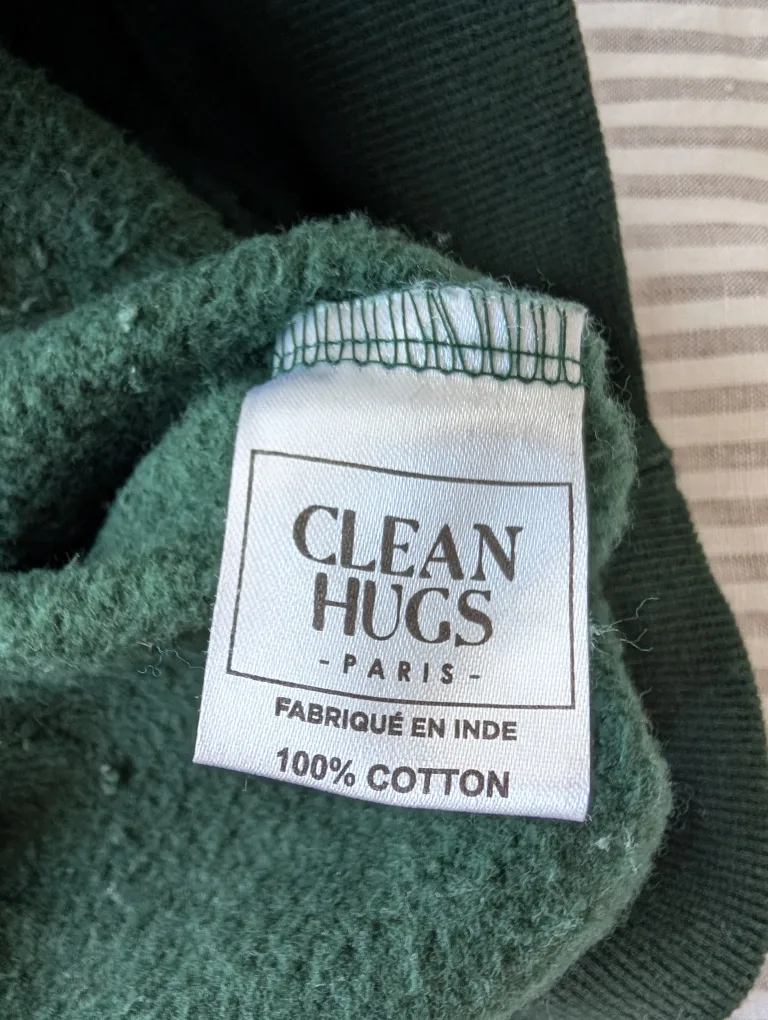 CLEAN
HUGS
- PARIS -
FABRIQUÉ EN INDE
100% COTTON